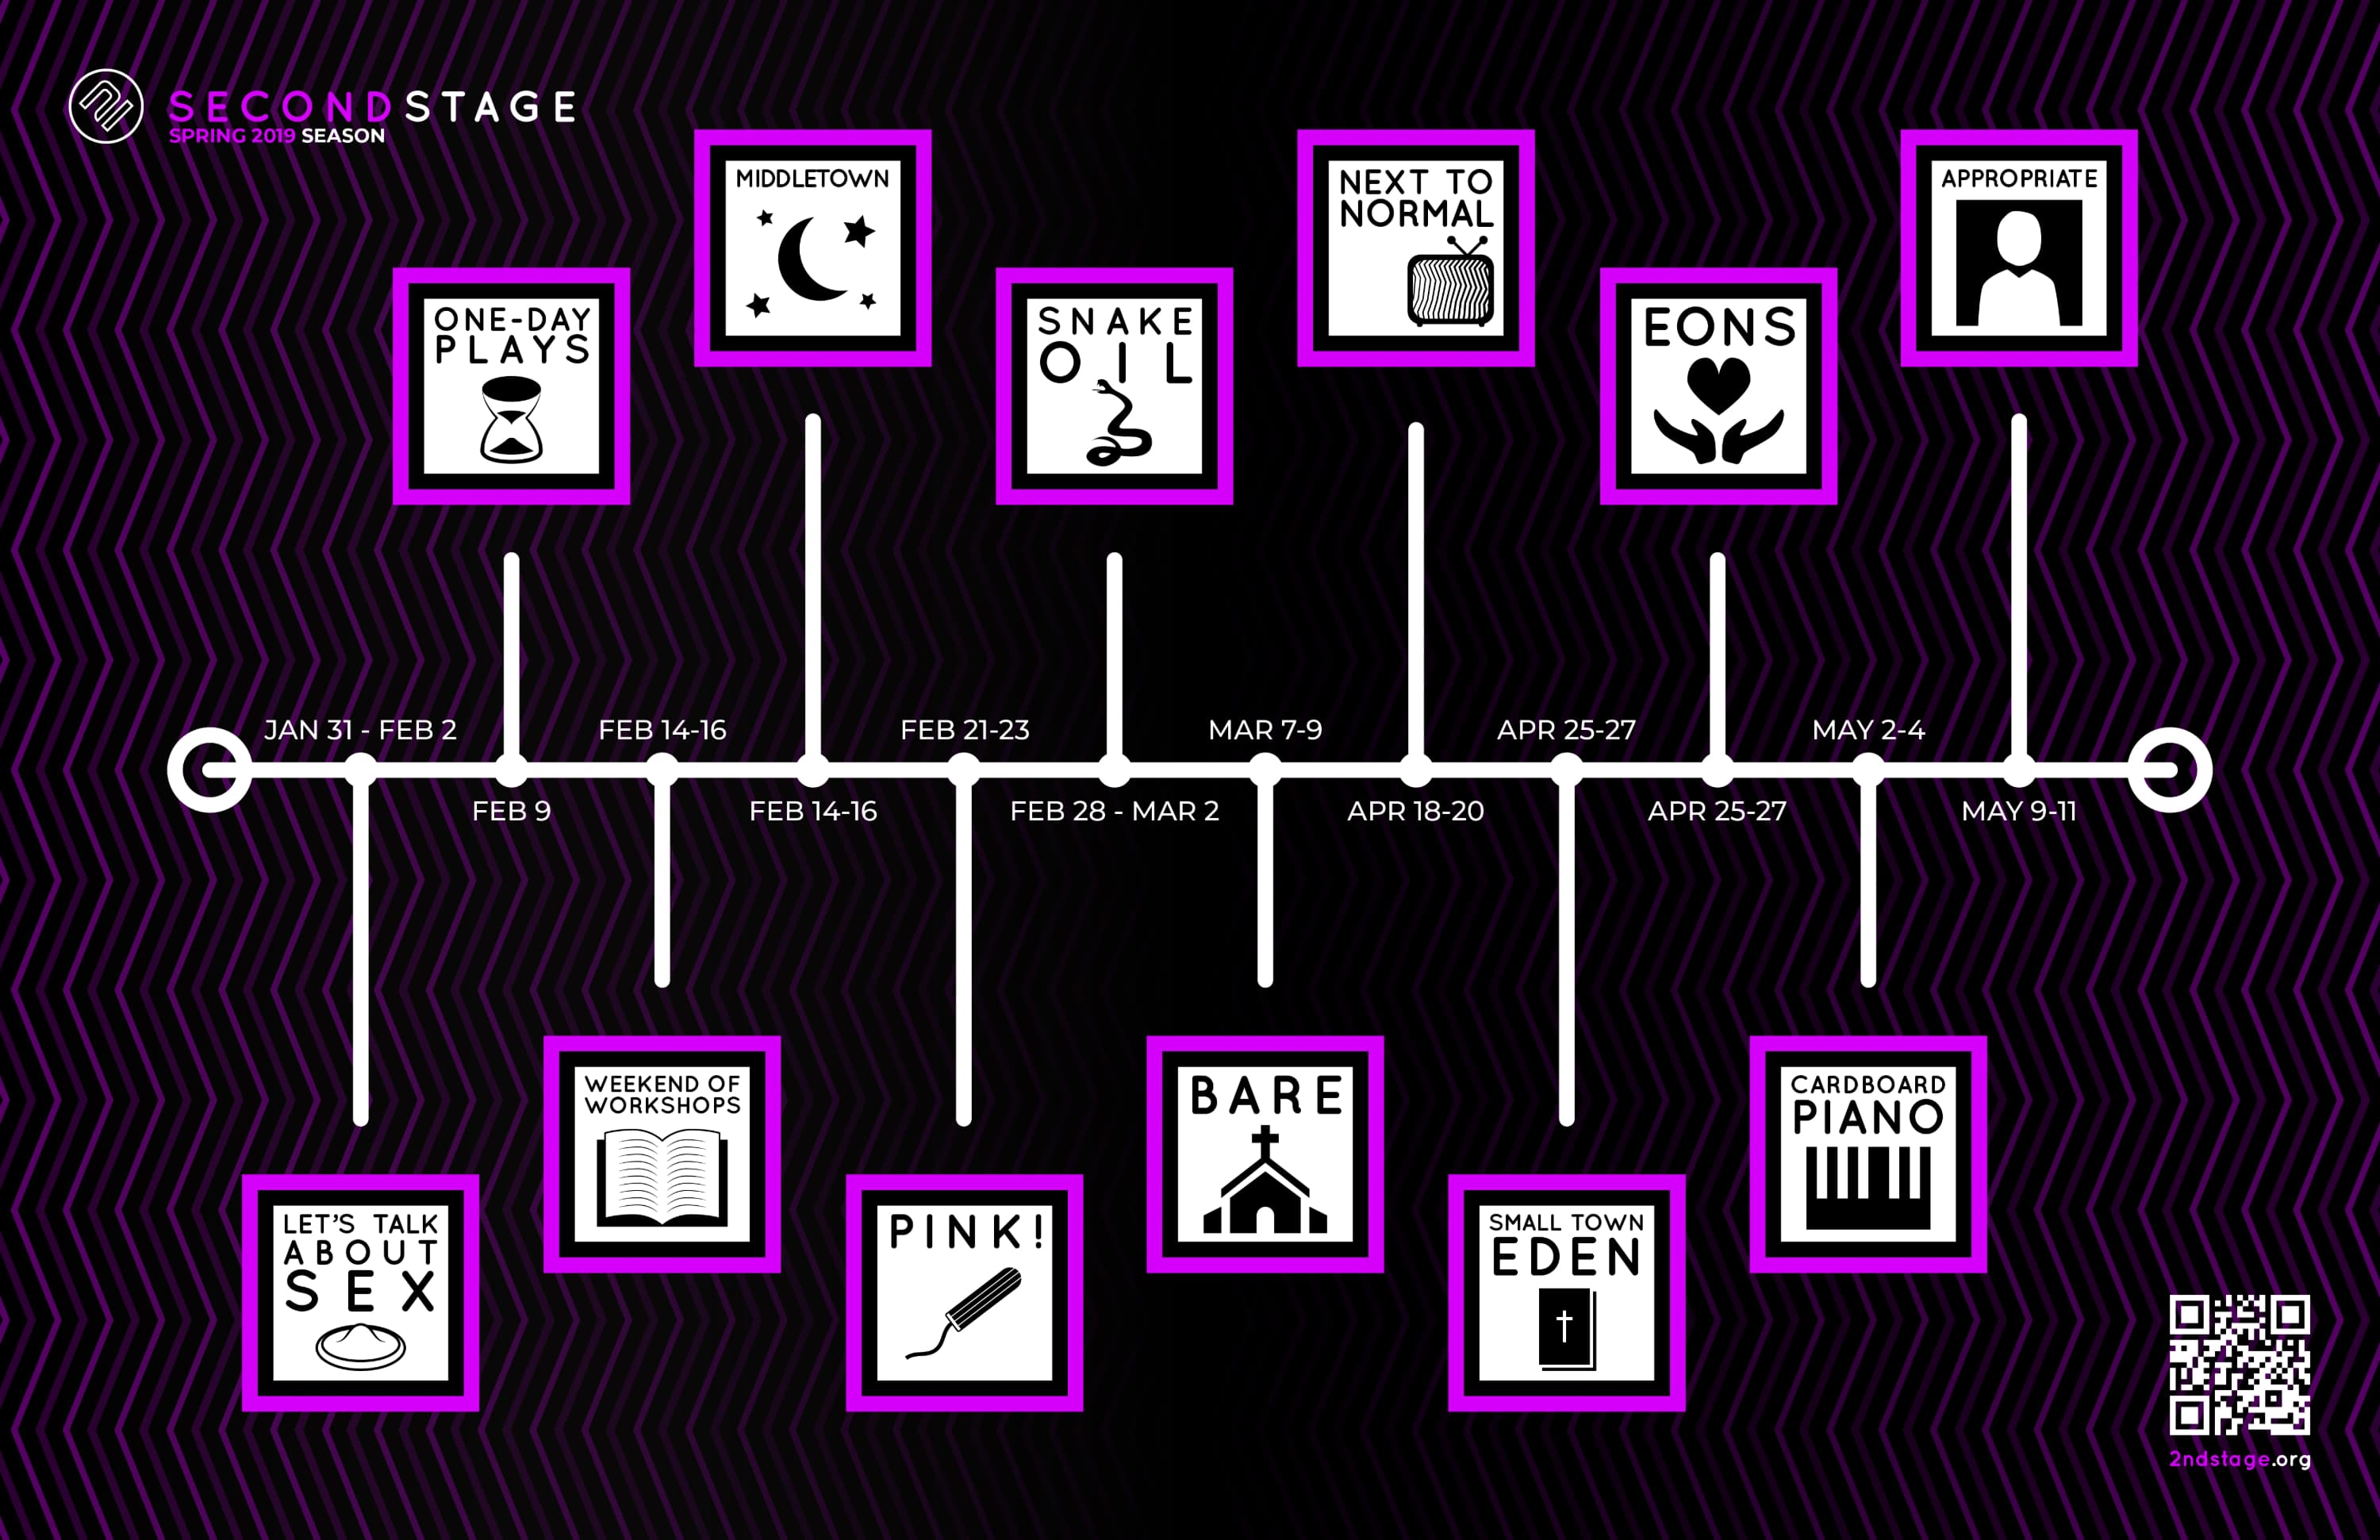 SECONDSTAGE
SPRING 2019 SEASON
MIDDLETOWN
NEXT TO
NORMAL
APPROPRIATE
ONE-DAY
PLAYS
SNAKE
OIL
EONS
JAN 31 - FEB 2
FEB 14-16
FEB 21-23
MAR 7-9
APR 25-27
MAY 2-4
FEB 9
FEB 14-16
FEB 28 - MAR 2
APR 18-20
APR 25-27
MAY 9-11
WEEKEND OF
WORKSHOPS
BARE
CARDBOARD
PIANO
LET'S TALK
ABOUT
SEX
PINK!
SMALL TOWN
EDEN
2ndstage.org